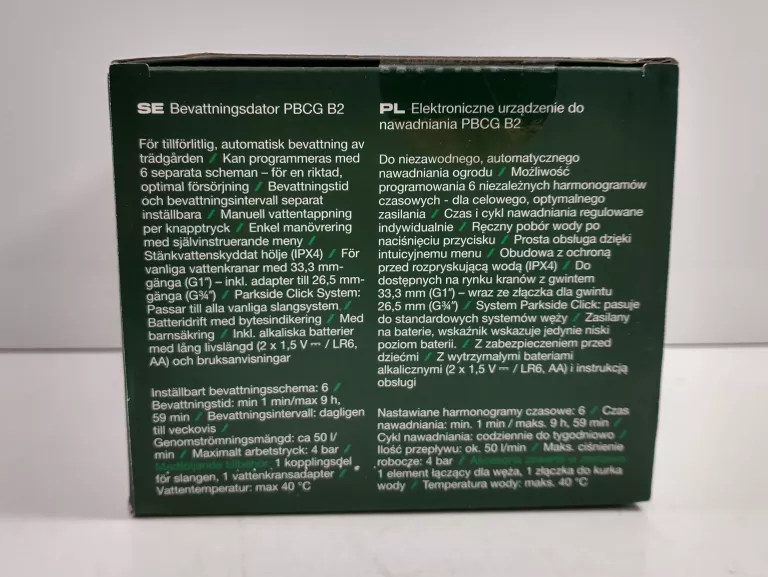 SE Bevattningsdator PBCG B2
För tillförlitlig, automatisk bevattning av
trädgården / Kan programmeras med
6 separata scheman – för en riktad,
optimal försörjning / Bevattningstid
och bevattningsintervall separat
inställbara / Manuell vattentappning
per knapptryck / Enkel manövrering
med självinstruerande meny /
Stänkvattenskyddat hölje (IPX4) / För
vanliga vattenkranar med 33,3 mm-
gänga (G1") – inkl. adapter till 26,5 mm-
gänga (G¾") / Parkside Click System:
Passar till alla vanliga slangsystem /
Batteridrift med bytesindikering / Med
barnsäkring / Inkl. alkaliska batterier
med lång livslängd (2 x 1,5 V ⎓ / LR6,
AA) och bruksanvisningar
Inställbart bevattningsschema: 6 /
Bevattningstid: min 1 min/max 9 h,
59 min / Bevattningsintervall: dagligen
till veckovis /
Genomströmningsmängd: ca 50 l/
min / Maximalt arbetstryck: 4 bar /
Medföljande tillbehör: 1 kopplingsdel
för slangen, 1 vattenkransadapter /
Vattentemperatur: max 40 °C
PL Elektroniczne urządzenie do
nawadniania PBCG B2
Do niezawodnego, automatycznego
nawadniania ogrodu / Możliwość
programowania 6 niezależnych harmonogramów
czasowych - dla celowego, optymalnego
zasilania / Czas i cykl nawadniania regulowane
indywidualnie / Ręczny pobór wody po
naciśnięciu przycisku / Prosta obsługa dzięki
intuicyjnemu menu / Obudowa z ochroną
przed rozpryskującą wodą (IPX4) / Do
dostępnych na rynku kranów z gwintem
33,3 mm (G1") – wraz ze złączka dla gwintu
26,5 mm (G¾") / System Parkside Click: pasuje
do standardowych systemów węży / Zasilany
na baterie, wskaźnik wskazuje jedynie niski
poziom baterii. / Z zabezpieczeniem przed
dziećmi / Z wytrzymałymi bateriami
alkalicznymi (2 x 1,5 V ⎓ / LR6, AA) i instrukcją
obsługi
Nastawiane harmonogramy czasowe: 6 / Czas
nawadniania: min. 1 min / maks. 9 h, 59 min /
Cykl nawadniania: codziennie do tygodniowo /
Ilość przepływu: ok. 50 l/min / Maks. ciśnienie
robocze: 4 bar /
1 element łączący dla węża, 1 złączka do kurka
wody / Temperatura wody: maks. 40 °C